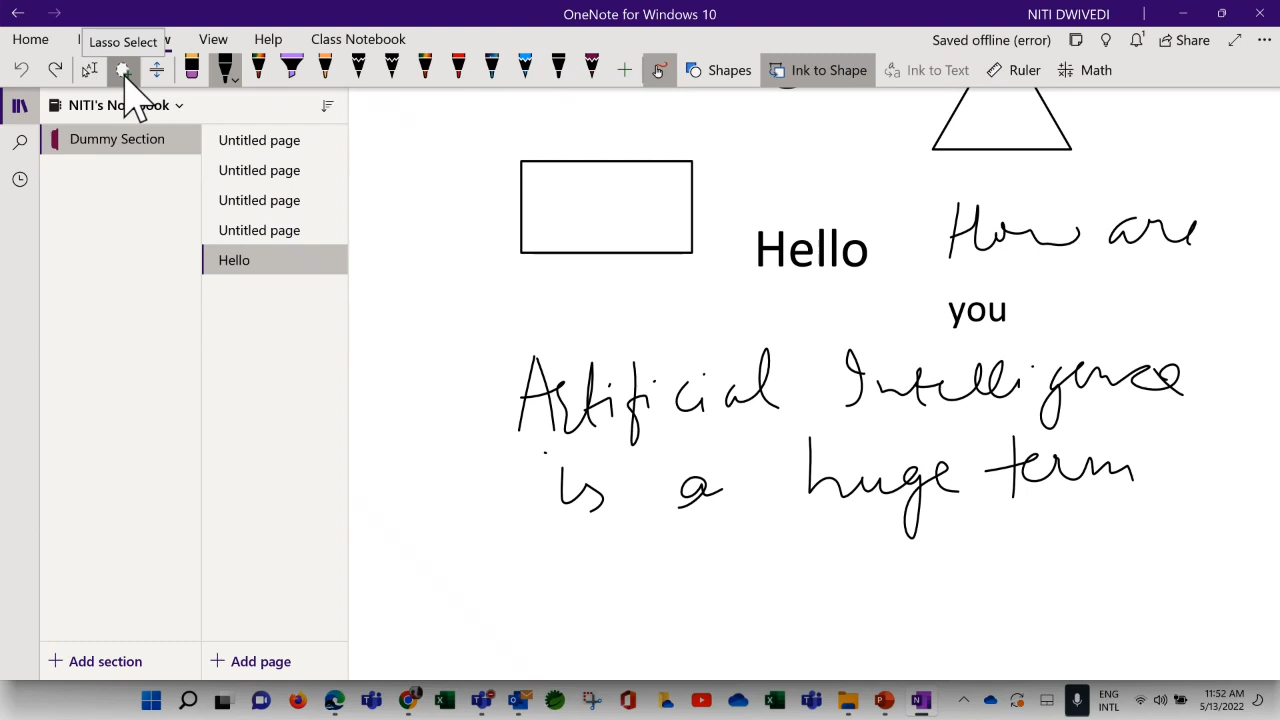 OneNote for Windows 10
NITI DWIVEDI
Home
View
Help
Class Notebook
Lasso Select
Saved offline (error)
Share
Shapes
Ink to Shape
Ink to Text
Ruler
Math
NITI's Notebook
Dummy Section
Untitled page
Untitled page
Untitled page
Untitled page
Hello
Hello
How are
you
Artificial Intelligence
is a huge term
Add section
Add page
ENG
INTL
11:52 AM
5/13/2022